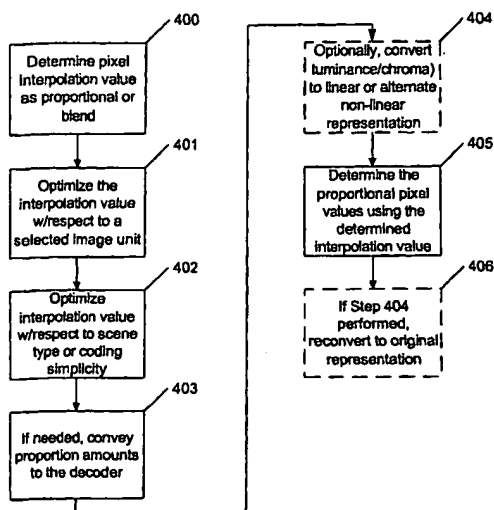 400
Determine pixel
interpolation value
as proportional or
blend
401
Optimize the
interpolation value
w/respect to a
selected image unit
402
Optimize
interpolation value
w/respect to scene
type or coding
simplicity
403
If needed, convey
proportion amounts
to the decoder
404
Optionally, convert
luminance/chroma)
to linear or alternate
non-linear
representation
405
Determine the
proportional pixel
values using the
determined
interpolation value
406
If Step 404
performed,
reconvert to original
representation